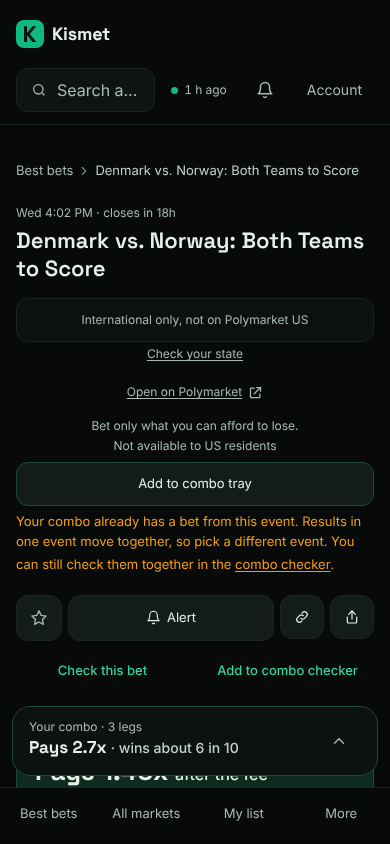 Kismet
Search a...
1 h ago
Account
Best bets > Denmark vs. Norway: Both Teams to Score
Wed 4:02 PM · closes in 18h
Denmark vs. Norway: Both Teams
to Score
International only, not on Polymarket US
Check your state
Open on Polymarket
Bet only what you can afford to lose.
Not available to US residents
Add to combo tray
Your combo already has a bet from this event. Results in
one event move together, so pick a different event. You
can still check them together in the combo checker.
Alert
Check this bet
Add to combo checker
Your combo · 3 legs
Pays 2.7x · wins about 6 in 10
after the fee
Best bets
All markets
My list
More